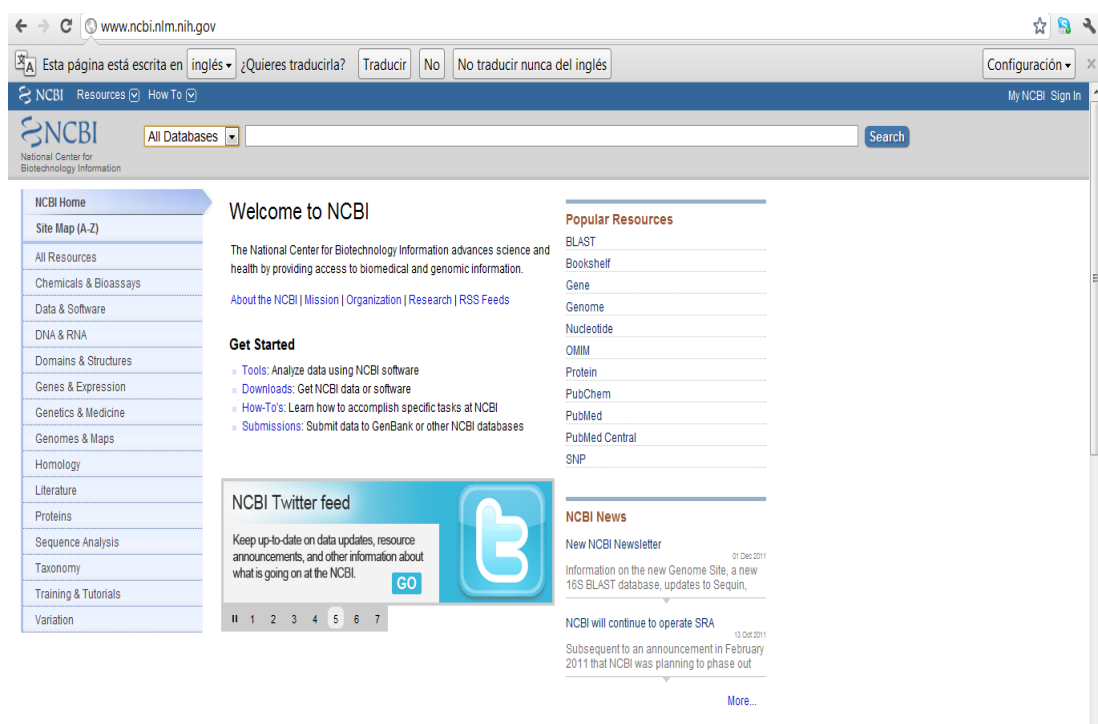 www.ncbi.nlm.nih.gov
Esta página está escrita en inglés ¿Quieres traducirla? Traducir No No traducir nunca del inglés Configuración
NCBI Resources How To My NCBI Sign In
NCBI
National Center for
Biotechnology Information
All Databases Search
NCBI Home
Site Map (A-Z)
All Resources
Chemicals & Bioassays
Data & Software
DNA & RNA
Domains & Structures
Genes & Expression
Genetics & Medicine
Genomes & Maps
Homology
Literature
Proteins
Sequence Analysis
Taxonomy
Training & Tutorials
Variation
Welcome to NCBI
The National Center for Biotechnology Information advances science and
health by providing access to biomedical and genomic information.
About the NCBI | Mission | Organization | Research | RSS Feeds
Get Started
Tools: Analyze data using NCBI software
Downloads: Get NCBI data or software
How-To's: Learn how to accomplish specific tasks at NCBI
Submissions: Submit data to GenBank or other NCBI databases
NCBI Twitter feed
Keep up-to-date on data updates, resource
announcements, and other information about
what is going on at the NCBI.
GO
1 2 3 4 5 6 7
Popular Resources
BLAST
Bookshelf
Gene
Genome
Nucleotide
OMIM
Protein
PubChem
PubMed
PubMed Central
SNP
NCBI News
New NCBI Newsletter
01 Dec 2011
Information on the new Genome Site, a new
16S BLAST database, updates to Sequin,
NCBI will continue to operate SRA
13 Oct 2011
Subsequent to an announcement in February
2011 that NCBI was planning to phase out
More...